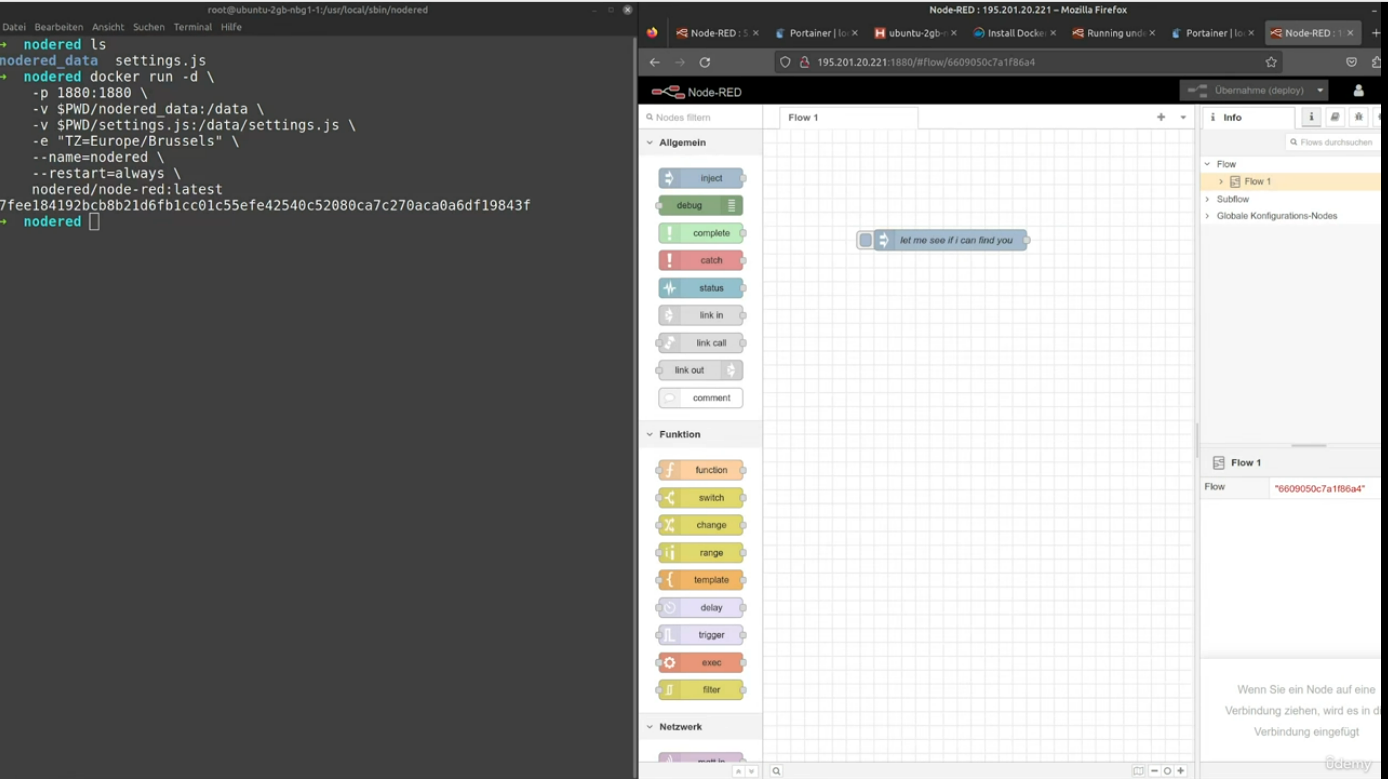 root@ubuntu-2gb-nbg1-1:/usr/local/sbin/nodered
Datei Bearbeiten Ansicht Suchen Terminal Hilfe
→ nodered ls
nodered_data settings.js
→ nodered docker run -d \
-p 1880:1880 \
-v $PWD/nodered_data:/data \
-v $PWD/settings.js:/data/settings.js \
-e "TZ=Europe/Brussels" \
--name=nodered \
--restart=always \
nodered/node-red:latest
7fee184192bcb8b21d6fb1cc01c55efe42540c52080ca7c270aca0a6df19843f
→ nodered
Node-RED : 195.201.20.221 – Mozilla Firefox
Node-RED : 5 × Portainer | lo × ubuntu-2gb-n × Install Docker × Running unde × Portainer | lo × Node-RED : 1 ×
195.201.20.221:1880/#flow/6609050c7a1f86a4
Node-RED
Übernahme (deploy)
Nodes filtern
Allgemein
inject
debug
complete
catch
status
link in
link call
link out
comment
Funktion
function
switch
change
range
template
delay
trigger
exec
filter
Netzwerk
mqtt in
Flow 1
let me see if i can find you
Info
Flows durchsuchen
Flow
Flow 1
Subflow
Globale Konfigurations-Nodes
Flow 1
Flow "6609050c7a1f86a4"
Wenn Sie ein Node auf eine
Verbindung ziehen, wird es in di
Verbindung eingefügt
ûdemy